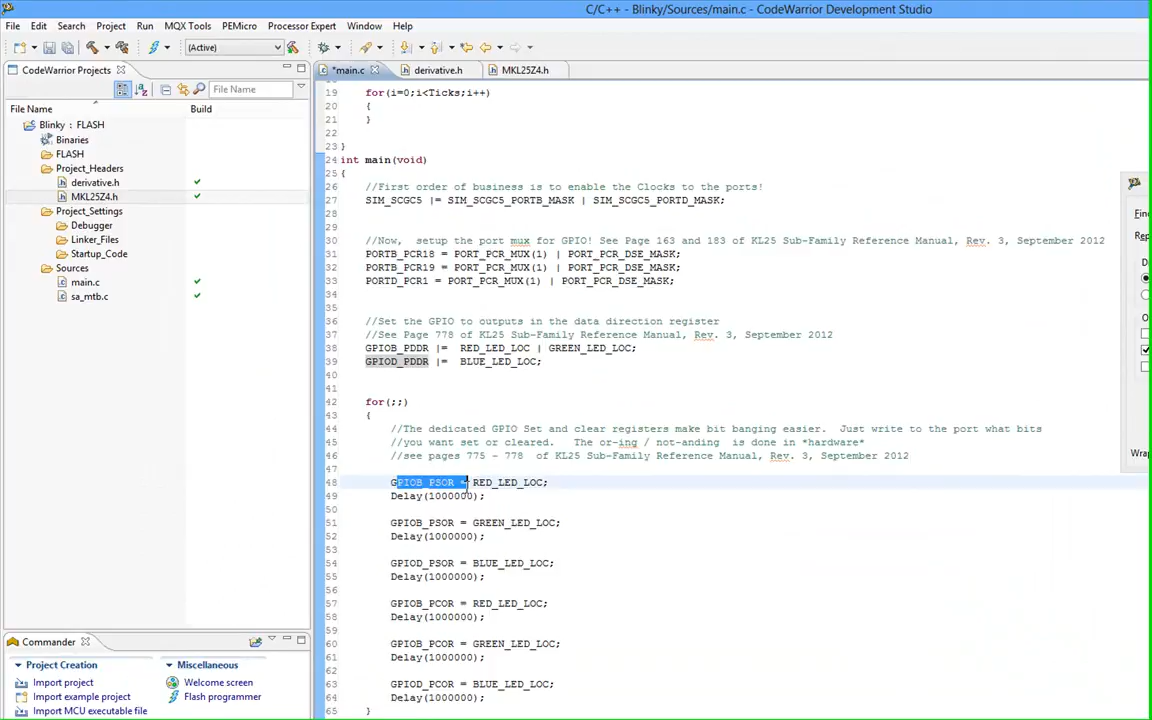 C/C++ - Blinky/Sources/main.c - CodeWarrior Development Studio
File Edit Search Project Run MQX Tools PEMicro Processor Expert Window Help
(Active)
CodeWarrior Projects
*main.c derivative.h MKL25Z4.h
File Name
File Name Build
Blinky : FLASH
Binaries
FLASH
Project_Headers
derivative.h
MKL25Z4.h
Project_Settings
Debugger
Linker_Files
Startup_Code
Sources
main.c
sa_mtb.c
Commander
Project Creation
Import project
Import example project
Import MCU executable file
Miscellaneous
Welcome screen
Flash programmer
19 for(i=0;i<Ticks;i++)
20 {
21 }
22
23 }
24 int main(void)
25 {
26 //First order of business is to enable the Clocks to the ports!
27 SIM_SCGC5 |= SIM_SCGC5_PORTB_MASK | SIM_SCGC5_PORTD_MASK;
28
29
30 //Now, setup the port mux for GPIO! See Page 163 and 183 of KL25 Sub-Family Reference Manual, Rev. 3, September 2012
31 PORTB_PCR18 = PORT_PCR_MUX(1) | PORT_PCR_DSE_MASK;
32 PORTB_PCR19 = PORT_PCR_MUX(1) | PORT_PCR_DSE_MASK;
33 PORTD_PCR1 = PORT_PCR_MUX(1) | PORT_PCR_DSE_MASK;
34
35
36 //Set the GPIO to outputs in the data direction register
37 //See Page 778 of KL25 Sub-Family Reference Manual, Rev. 3, September 2012
38 GPIOB_PDDR |= RED_LED_LOC | GREEN_LED_LOC;
39 GPIOD_PDDR |= BLUE_LED_LOC;
40
41
42 for(;;)
43 {
44 //The dedicated GPIO Set and clear registers make bit banging easier. Just write to the port what bits
45 //you want set or cleared. The or-ing / not-anding is done in *hardware*
46 //see pages 775 - 778 of KL25 Sub-Family Reference Manual, Rev. 3, September 2012
47
48 GPIOB_PSOR = RED_LED_LOC;
49 Delay(1000000);
50
51 GPIOB_PSOR = GREEN_LED_LOC;
52 Delay(1000000);
53
54 GPIOD_PSOR = BLUE_LED_LOC;
55 Delay(1000000);
56
57 GPIOB_PCOR = RED_LED_LOC;
58 Delay(1000000);
59
60 GPIOB_PCOR = GREEN_LED_LOC;
61 Delay(1000000);
62
63 GPIOD_PCOR = BLUE_LED_LOC;
64 Delay(1000000);
65 }